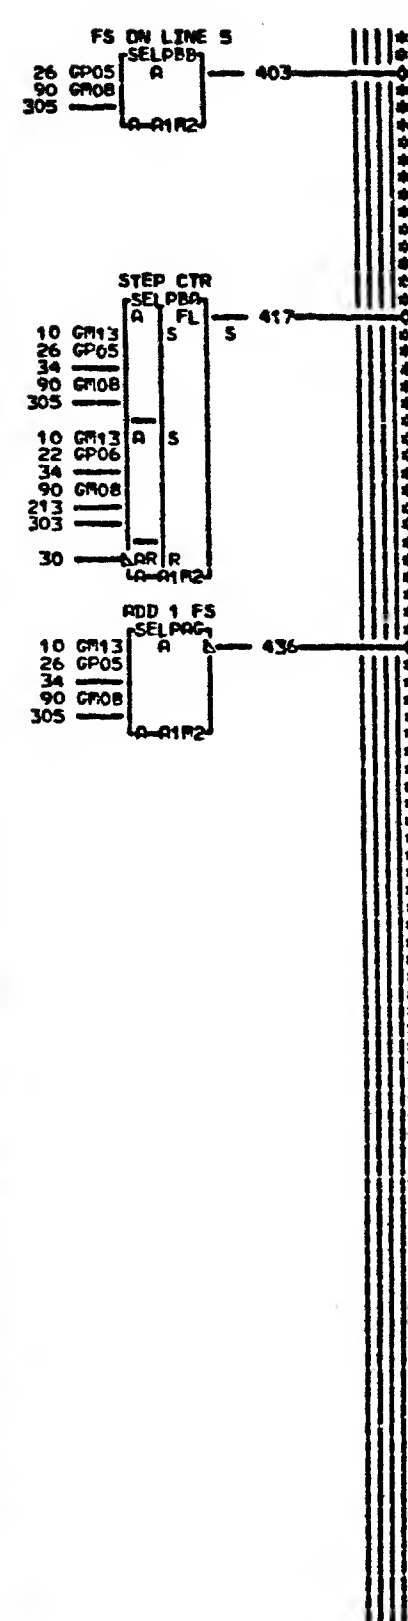 FS ON LINE 5
SELPBB
26 GP05 A 403
90 GM08
305
A-A1M2
STEP CTR
SELPBA
A FL 417
10 GM13 S S
26 GP05
34
90 GM08
305
10 GM13 A S
22 GP06
34
90 GM08
213
303
30 AR R
A-A1M2
ADD 1 FS
SELPAG
10 GM13 A 436
26 GP05
34
90 GM08
305
A-A1M2